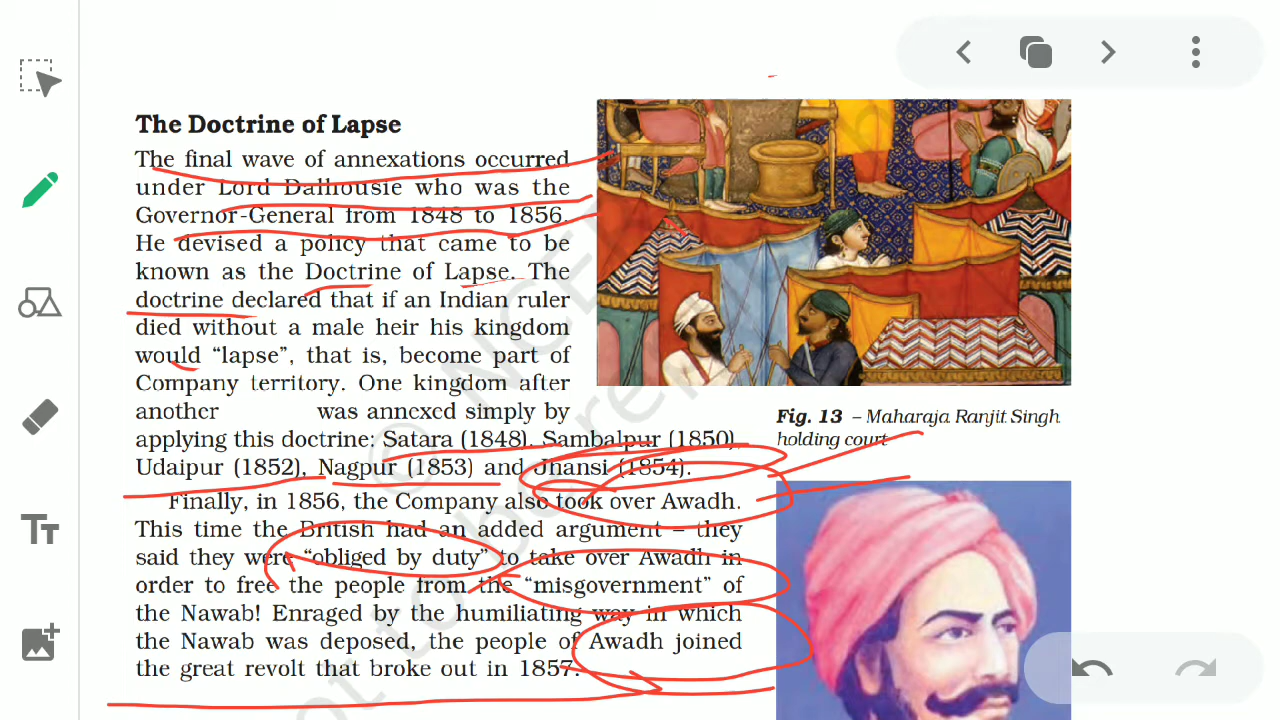 The Doctrine of Lapse
The final wave of annexations occurred
under Lord Dalhousie who was the
Governor-General from 1848 to 1856.
He devised a policy that came to be
known as the Doctrine of Lapse. The
doctrine declared that if an Indian ruler
died without a male heir his kingdom
would “lapse”, that is, become part of
Company territory. One kingdom after
another was annexed simply by
applying this doctrine: Satara (1848), Sambalpur (1850),
Udaipur (1852), Nagpur (1853) and Jhansi (1854).
Finally, in 1856, the Company also took over Awadh.
This time the British had an added argument – they
said they were “obliged by duty” to take over Awadh in
order to free the people from the “misgovernment” of
the Nawab! Enraged by the humiliating way in which
the Nawab was deposed, the people of Awadh joined
the great revolt that broke out in 1857.
Fig. 13 – Maharaja Ranjit Singh
holding court
TT